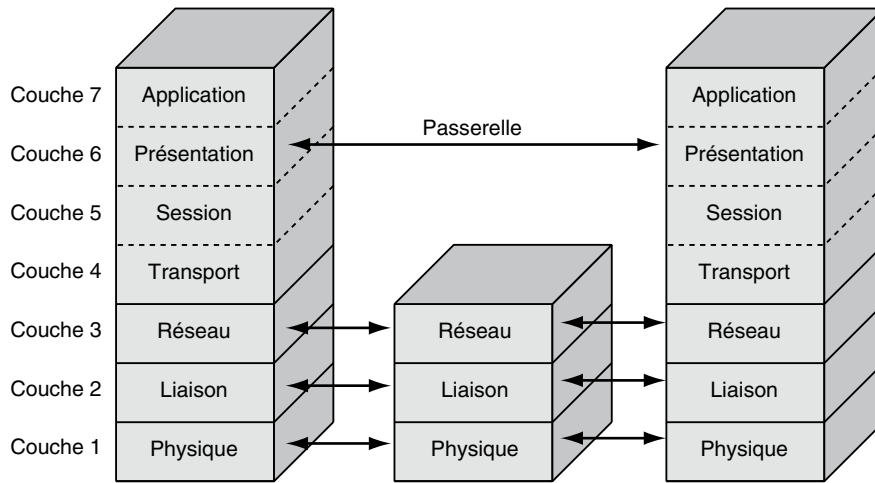 Couche 7 Application Application
Passerelle
Couche 6 Présentation Présentation
Couche 5 Session Session
Couche 4 Transport Transport
Couche 3 Réseau Réseau Réseau
Couche 2 Liaison Liaison Liaison
Couche 1 Physique Physique Physique